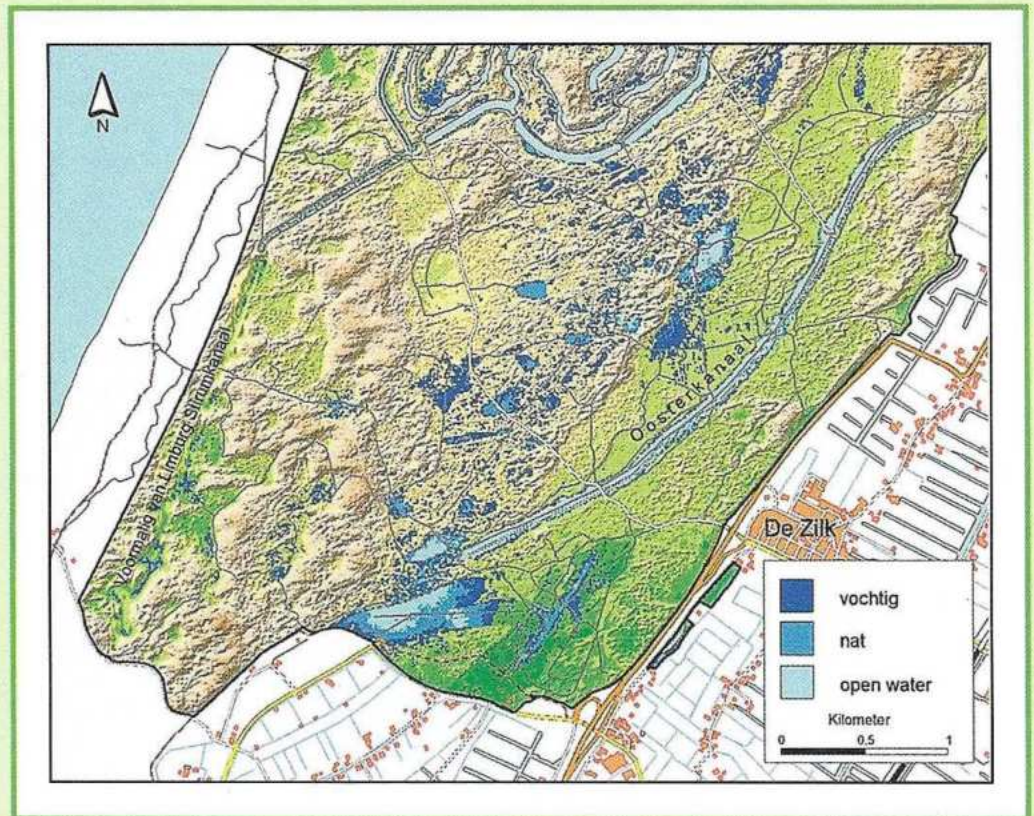 N
Voormalig van Limburg Stirumkanaal
Oosterkanaal
De Zilk
vochtig
nat
open water
Kilometer
0 0,5 1